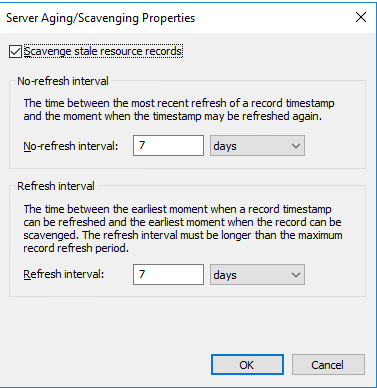 Server Aging/Scavenging Properties
Scavenge stale resource records
No-refresh interval
The time between the most recent refresh of a record timestamp
and the moment when the timestamp may be refreshed again.
No-refresh interval: 7 days
Refresh interval
The time between the earliest moment when a record timestamp
can be refreshed and the earliest moment when the record can be
scavenged. The refresh interval must be longer than the maximum
record refresh period.
Refresh interval: 7 days
OK Cancel